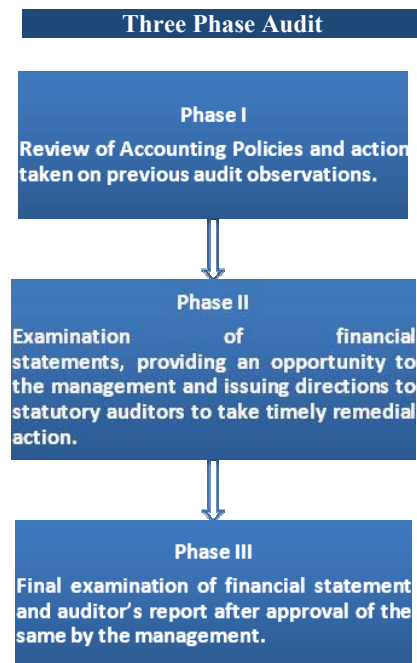 Three Phase Audit
Phase I
Review of Accounting Policies and action
taken on previous audit observations.
Phase II
Examination of financial
statements, providing an opportunity to
the management and issuing directions to
statutory auditors to take timely remedial
action.
Phase III
Final examination of financial statement
and auditor's report after approval of the
same by the management.